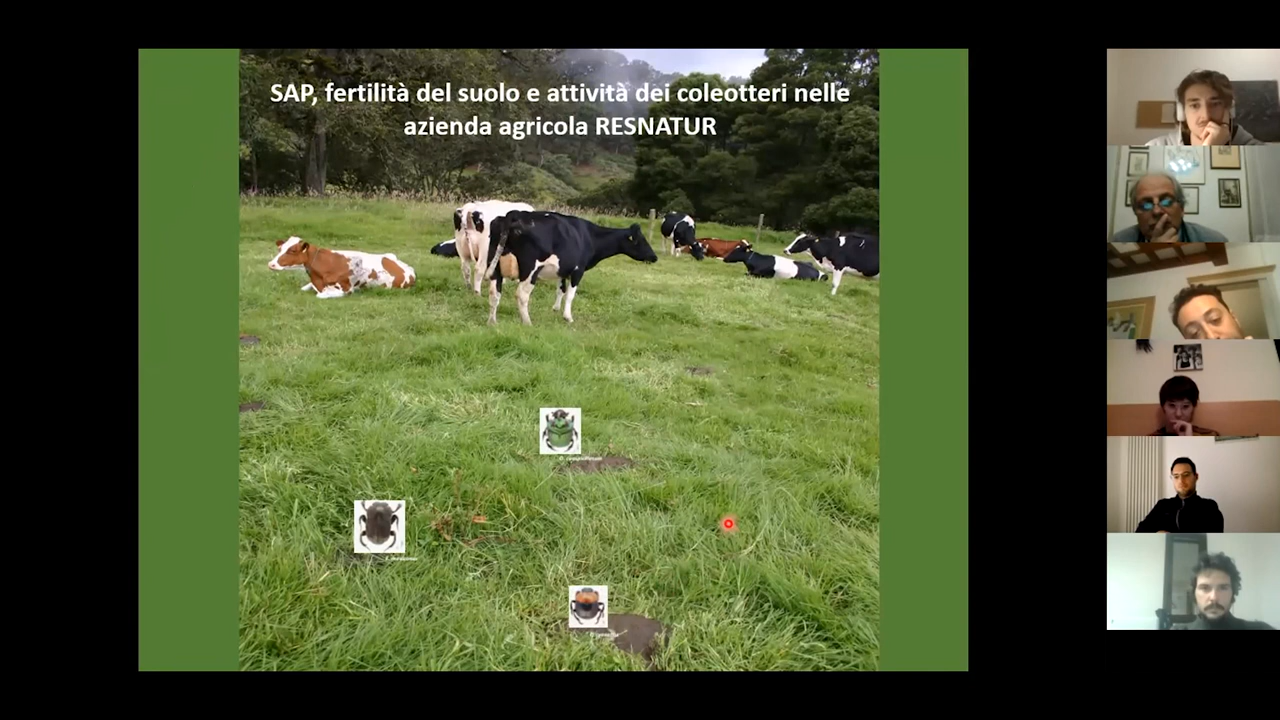 SAP, fertilità del suolo e attività dei coleotteri nelle
azienda agricola RESNATUR